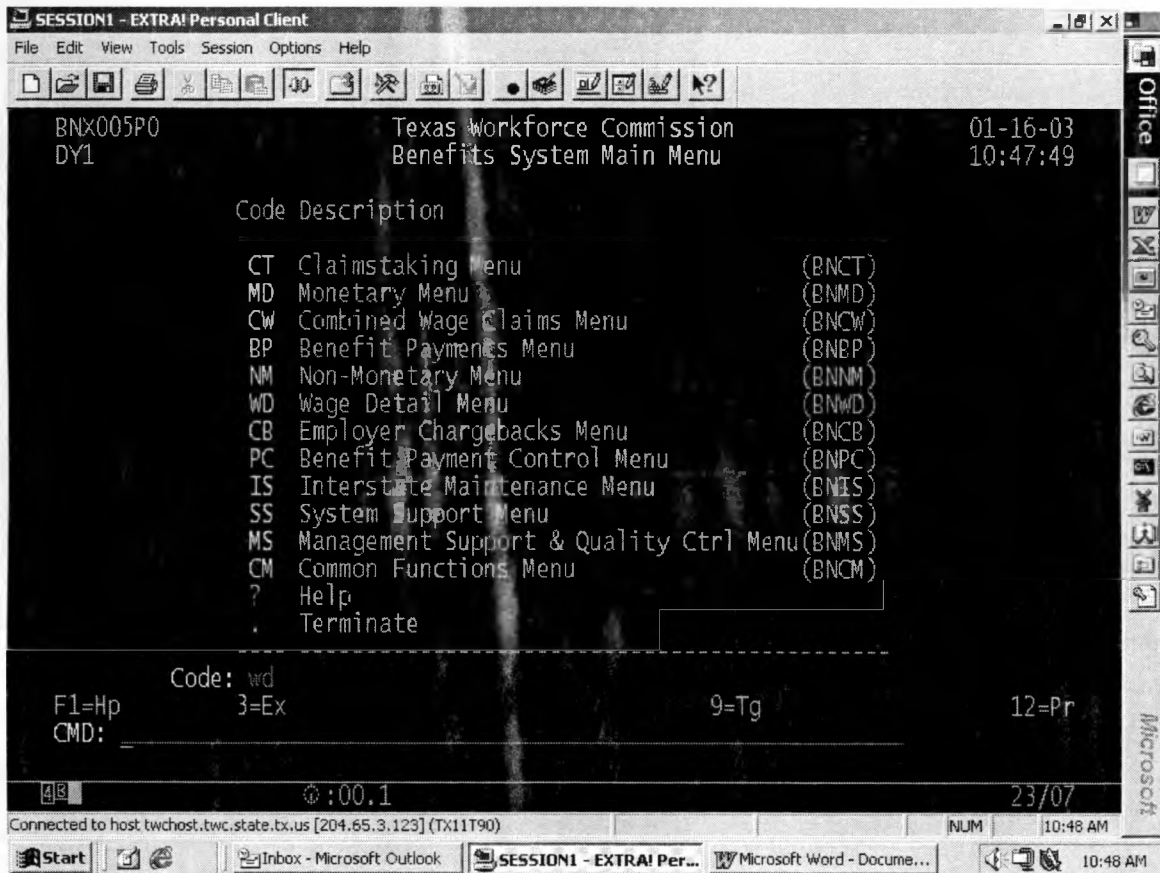 SESSION1 - EXTRA! Personal Client
File Edit View Tools Session Options Help
BNX005P0 Texas Workforce Commission 01-16-03
DY1 Benefits System Main Menu 10:47:49
Code Description
CT Claimstaking Menu (BNCT)
MD Monetary Menu (BNMD)
CW Combined Wage Claims Menu (BNCW)
BP Benefit Payments Menu (BNBP)
NM Non-Monetary Menu (BNNM)
WD Wage Detail Menu (BNWD)
CB Employer Chargebacks Menu (BNCB)
PC Benefit Payment Control Menu (BNPC)
IS Interstate Maintenance Menu (BNIS)
SS System Support Menu (BNSS)
MS Management Support & Quality Ctrl Menu(BNMS)
CM Common Functions Menu (BNCM)
? Help
. Terminate
Code: wd
F1=Hp 3=Ex 9=Tg 12=Pr
CMD:
4B :00.1 23/07
Connected to host twchost.twc.state.tx.us [204.65.3.123] (TX11T90) NUM 10:48 AM
Start Inbox - Microsoft Outlook SESSION1 - EXTRA! Per... Microsoft Word - Docume... 10:48 AM
Office
Microsoft